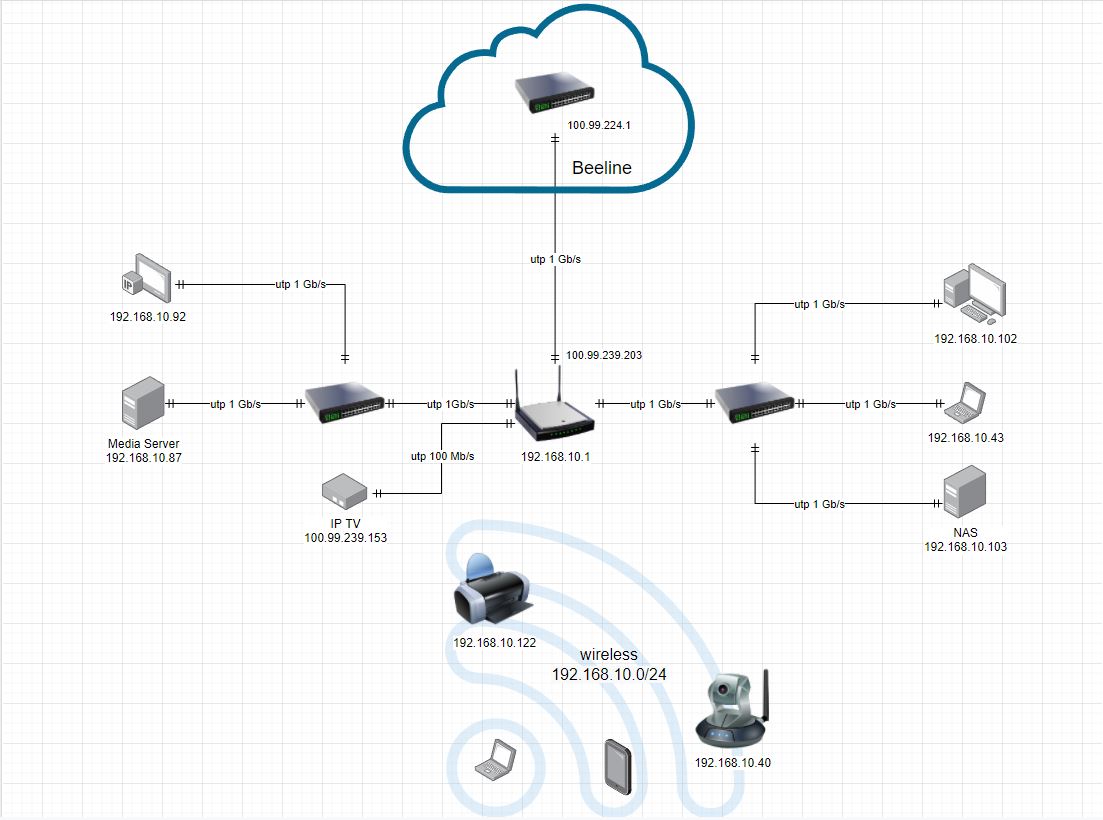 100.99.224.1
Beeline
utp 1 Gb/s
IP
utp 1 Gb/s
192.168.10.92
utp 1 Gb/s
192.168.10.102
100.99.239.203
utp 1 Gb/s
utp 1Gb/s
utp 1 Gb/s
utp 1 Gb/s
Media Server
192.168.10.87
192.168.10.1
192.168.10.43
utp 100 Mb/s
utp 1 Gb/s
IP TV
100.99.239.153
NAS
192.168.10.103
192.168.10.122
wireless
192.168.10.0/24
192.168.10.40